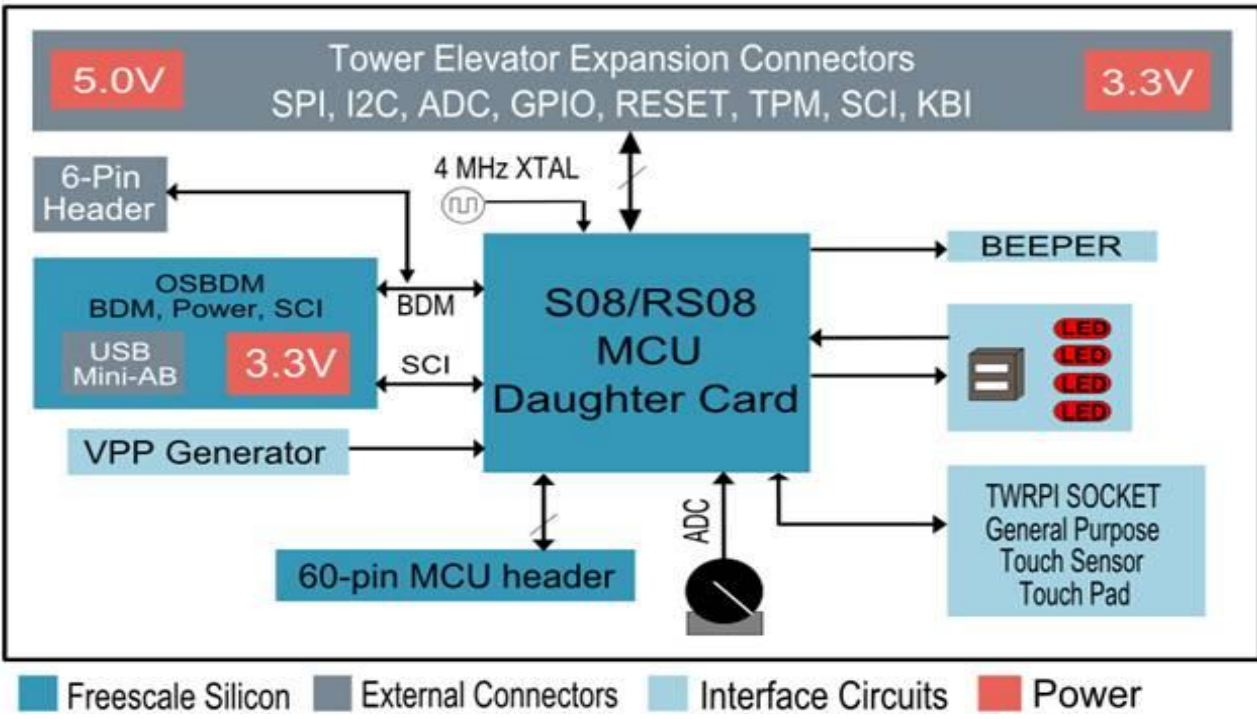 Tower Elevator Expansion Connectors
5.0V
3.3V
SPI, I2C, ADC, GPIO, RESET, TPM, SCI, KBI
6-Pin
Header
4 MHz XTAL
OSBDM
BDM, Power, SCI
USB
Mini-AB
3.3V
BDM
SCI
VPP Generator
S08/RS08
MCU
Daughter Card
BEEPER
LED
LED
LED
LED
60-pin MCU header
ADC
TWRPI SOCKET
General Purpose
Touch Sensor
Touch Pad
Freescale Silicon
External Connectors
Interface Circuits
Power